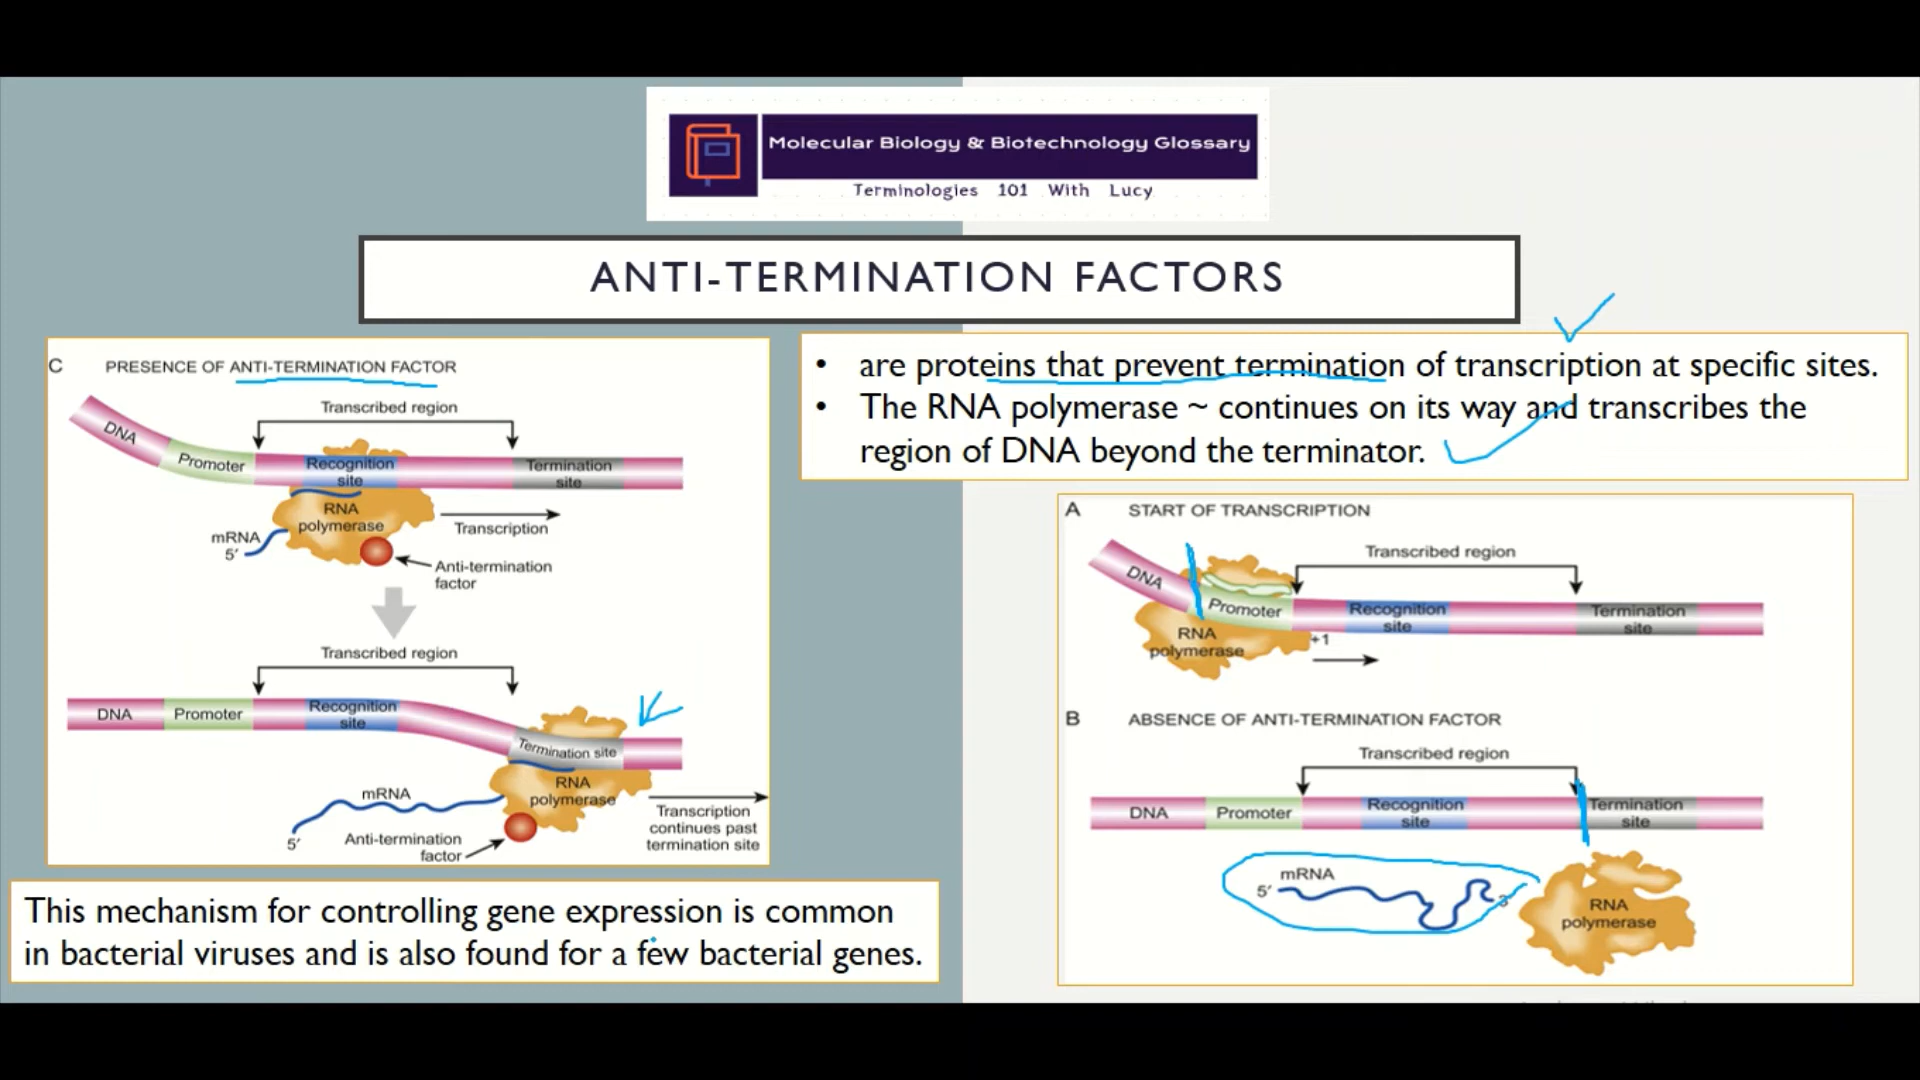 Molecular Biology & Biotechnology Glossary
Terminologies 101 With Lucy
ANTI-TERMINATION FACTORS
• are proteins that prevent termination of transcription at specific sites.
• The RNA polymerase ~ continues on its way and transcribes the
region of DNA beyond the terminator.
C PRESENCE OF ANTI-TERMINATION FACTOR
Transcribed region
DNA
Promoter
Recognition
site
Termination
site
RNA
polymerase
mRNA
5′
Transcription
Anti-termination
factor
Transcribed region
DNA
Promoter
Recognition
site
Termination site
RNA
polymerase
mRNA
5′
Anti-termination
factor
Transcription
continues past
termination site
This mechanism for controlling gene expression is common
in bacterial viruses and is also found for a few bacterial genes.
A START OF TRANSCRIPTION
Transcribed region
DNA
Promoter
Recognition
site
Termination
site
RNA
polymerase
+1
B ABSENCE OF ANTI-TERMINATION FACTOR
Transcribed region
DNA
Promoter
Recognition
site
Termination
site
mRNA
5′
3′
RNA
polymerase